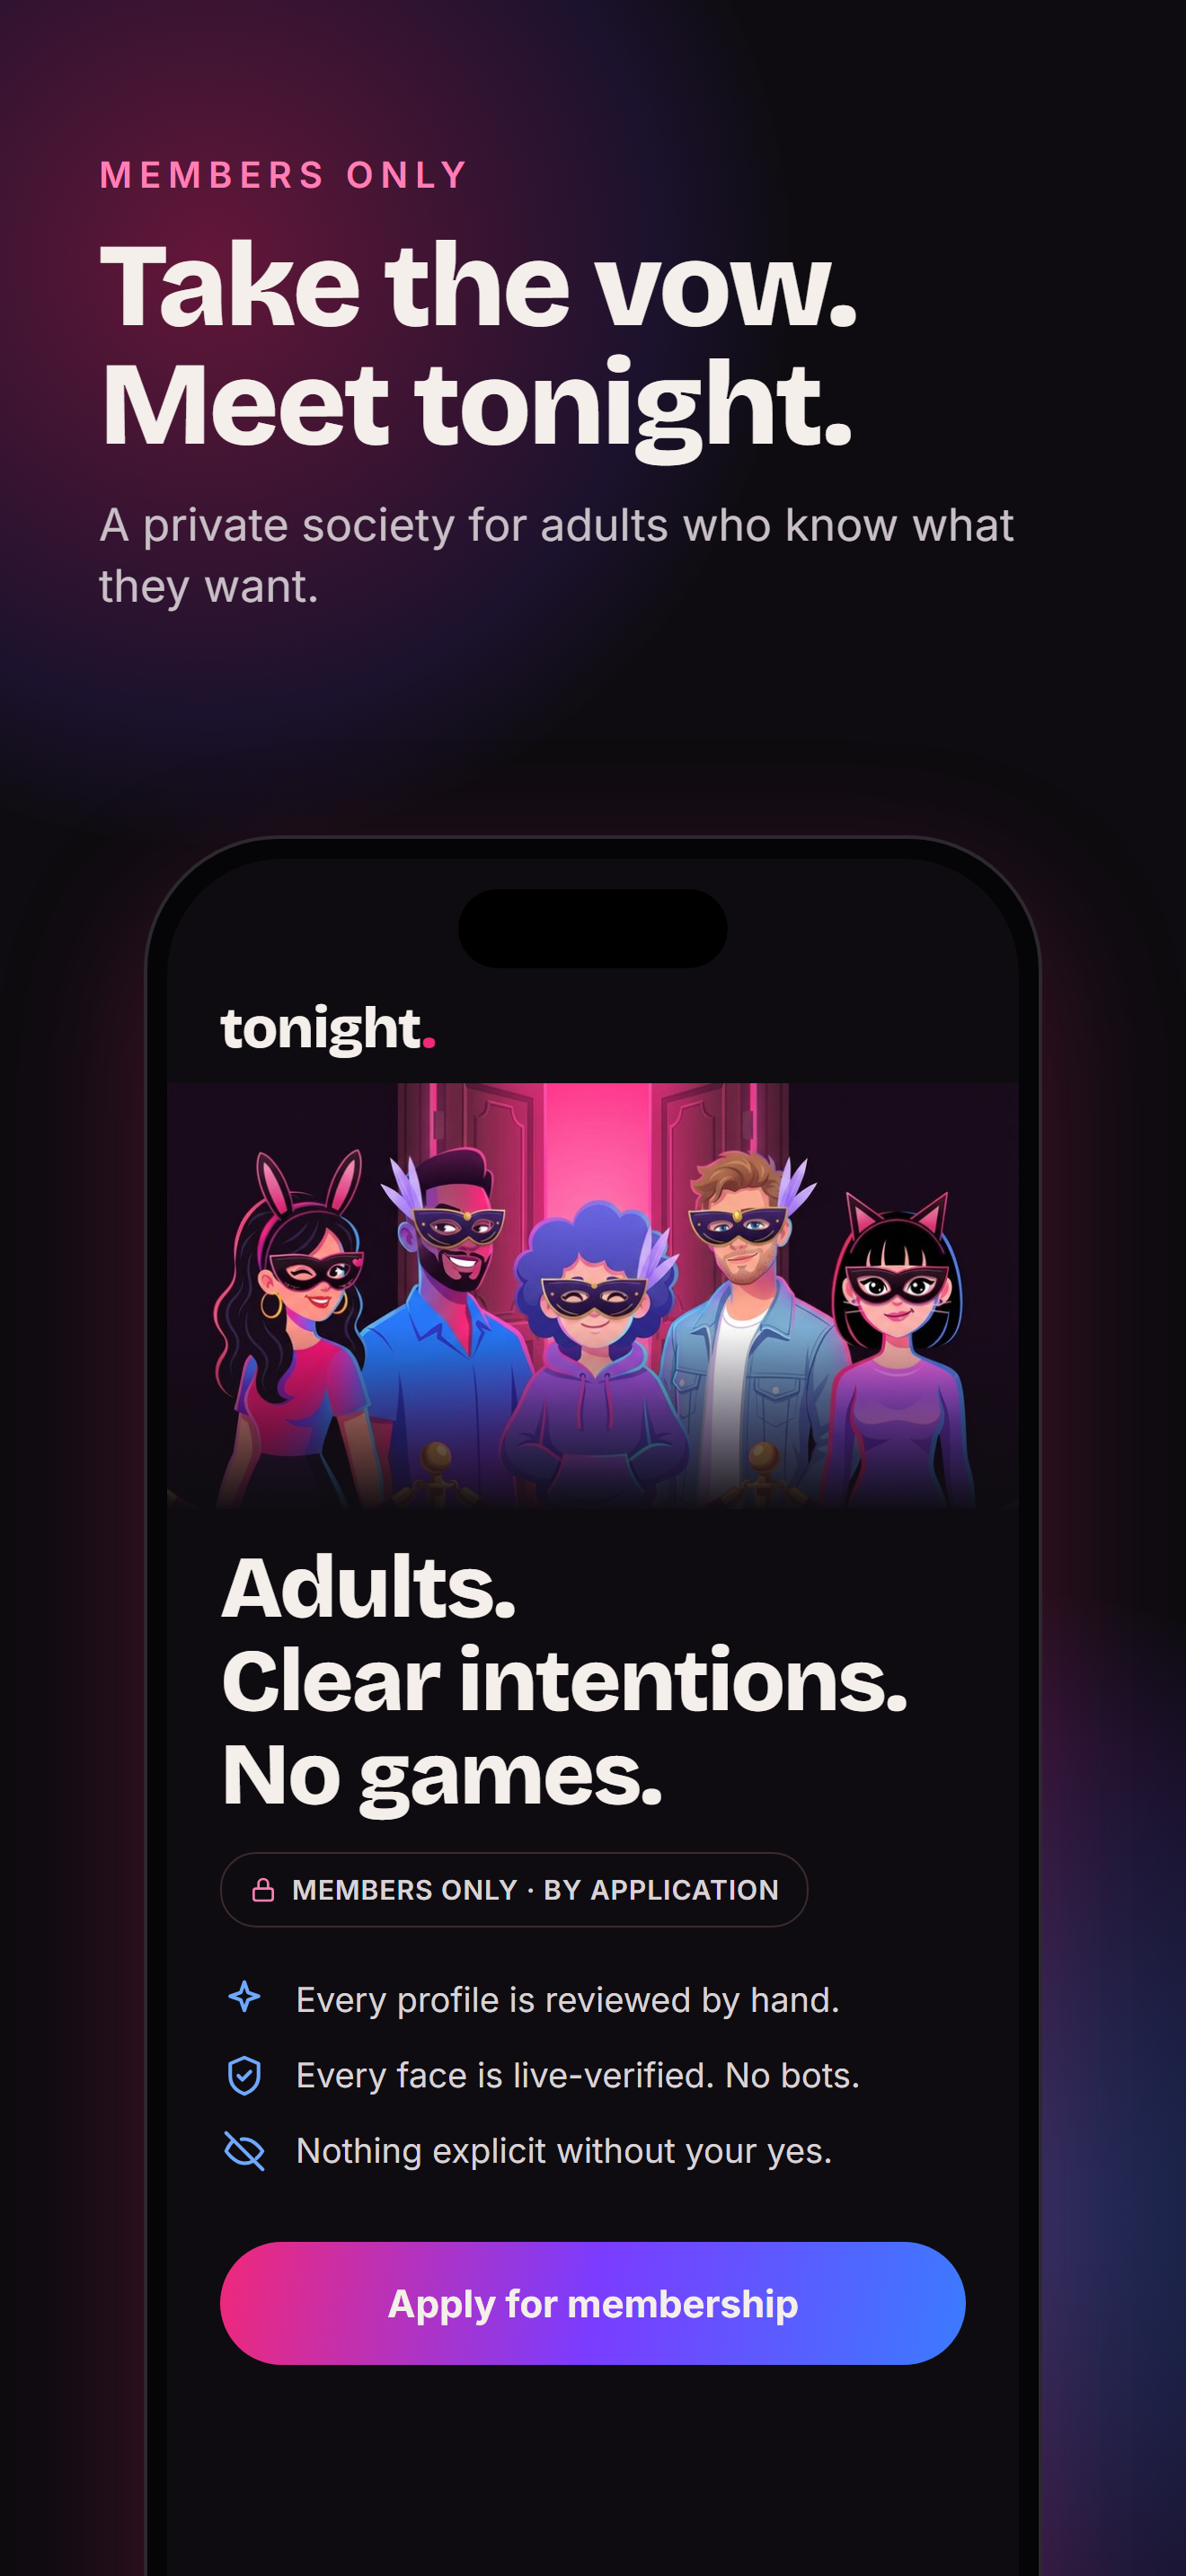 MEMBERS ONLY
Take the vow.
Meet tonight.
A private society for adults who know what
they want.
tonight.
Adults.
Clear intentions.
No games.
MEMBERS ONLY · BY APPLICATION
Every profile is reviewed by hand.
Every face is live-verified. No bots.
Nothing explicit without your yes.
Apply for membership